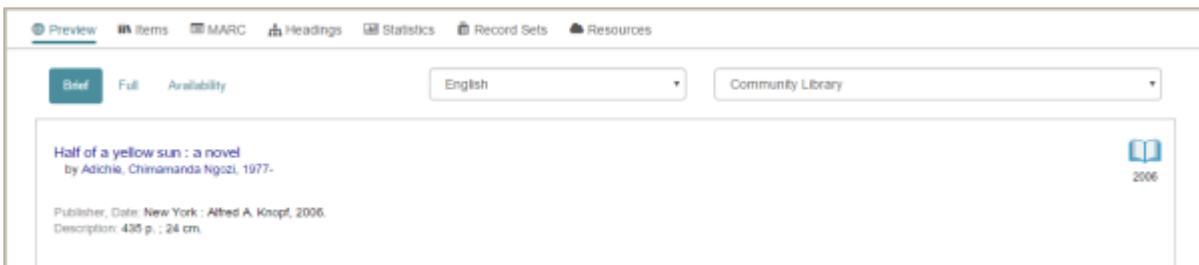 Preview Items MARC Headings Statistics Record Sets Resources
Brief Full Availability English Community Library
Half of a yellow sun : a novel
by Adichie, Chimamanda Ngozi, 1977-
2006
Publisher, Date: New York : Alfred A. Knopf, 2006.
Description: 435 p. ; 24 cm.